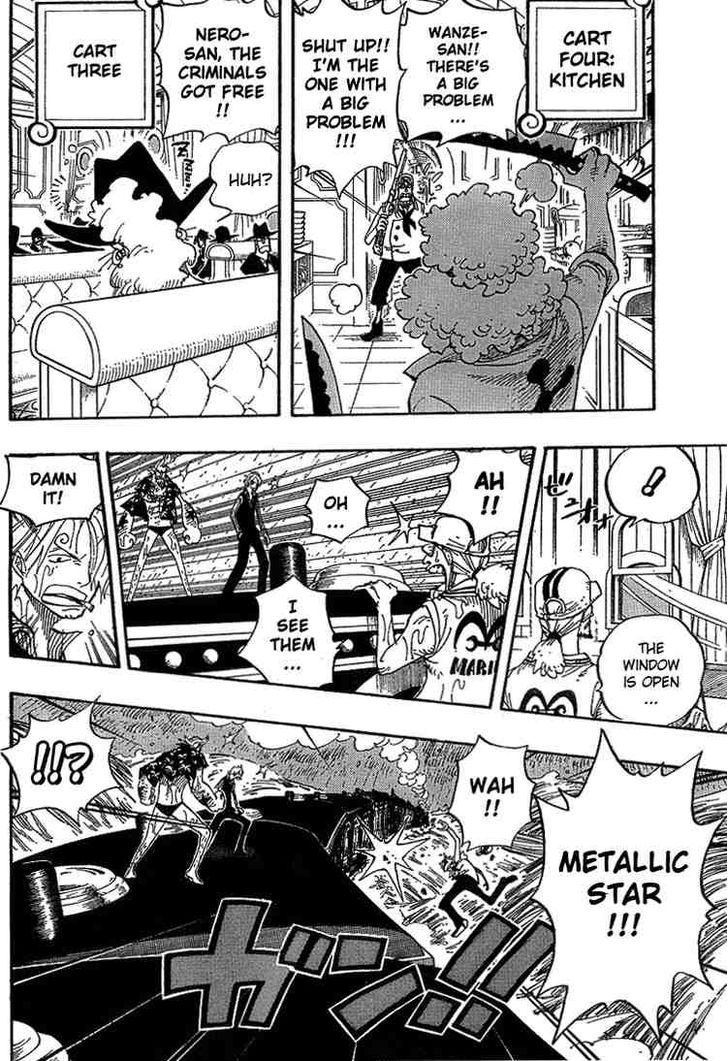 CART
FOUR:
KITCHEN
WANZE-
SAN!!
THERE'S
A BIG
PROBLEM
...
SHUT UP!!
I'M THE
ONE WITH
A BIG
PROBLEM
!!!
NERO-
SAN, THE
CRIMINALS
GOT FREE
!!
CART
THREE
HUH?
!
THE
WINDOW
IS OPEN
...
AH
!!
OH
...
I
SEE
THEM
...
MARI
DAMN
IT!
METALLIC
STAR
!!!
WAH
!!
!!?
ガン!!